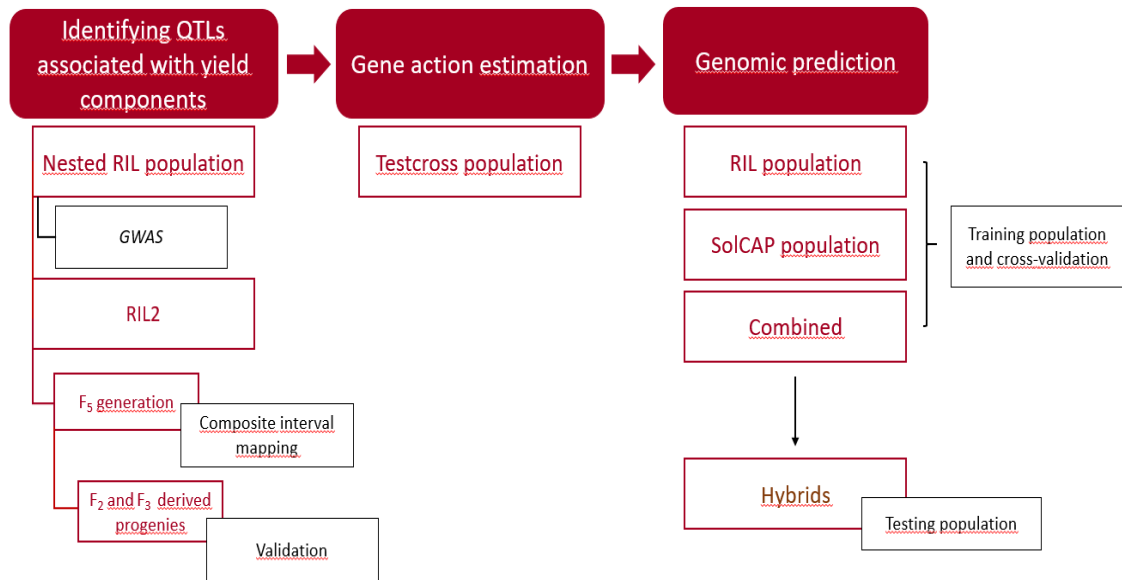 Identifying QTLs
associated with yield
components
Gene action estimation
Genomic prediction
Nested RIL population
GWAS
RIL2
F₅ generation
Composite interval
mapping
F₂ and F₃ derived
progenies
Validation
Testcross population
RIL population
SolCAP population
Combined
Training population
and cross-validation
Hybrids
Testing population